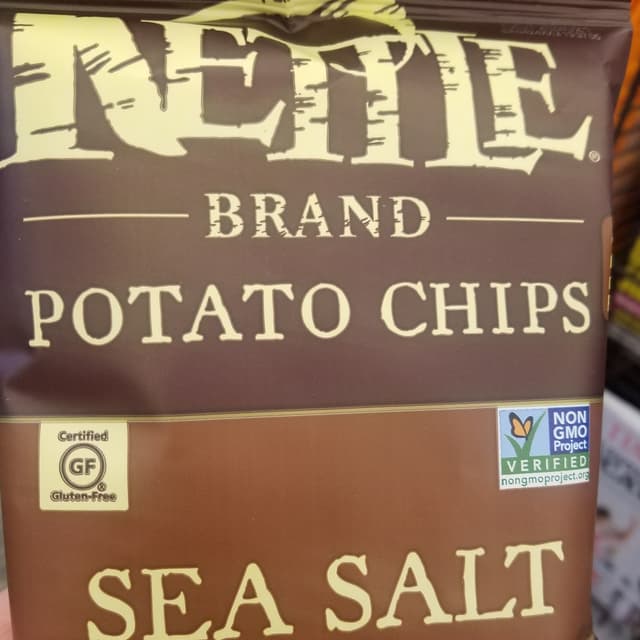 KETTLE®
BRAND
POTATO CHIPS
Certified
GF
Gluten-Free
NON
GMO
Project
VERIFIED
nongmoproject.org
SEA SALT